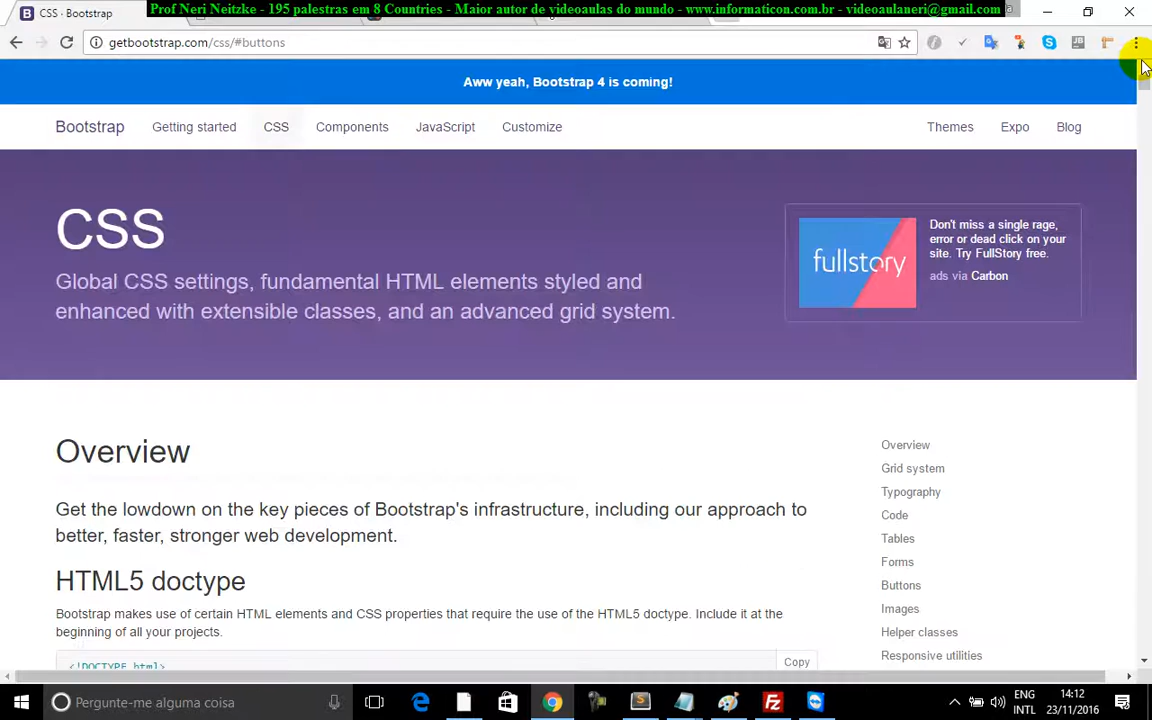 CSS · Bootstrap
Prof Neri Neitzke - 195 palestras em 8 Countries - Maior autor de videoaulas do mundo - www.informaticon.com.br - videoaulaneri@gmail.com
getbootstrap.com/css/#buttons
Aww yeah, Bootstrap 4 is coming!
Bootstrap Getting started CSS Components JavaScript Customize Themes Expo Blog
CSS
Global CSS settings, fundamental HTML elements styled and
enhanced with extensible classes, and an advanced grid system.
fullstory
Don't miss a single rage,
error or dead click on your
site. Try FullStory free.
ads via Carbon
Overview
Get the lowdown on the key pieces of Bootstrap's infrastructure, including our approach to
better, faster, stronger web development.
HTML5 doctype
Bootstrap makes use of certain HTML elements and CSS properties that require the use of the HTML5 doctype. Include it at the
beginning of all your projects.
<!DOCTYPE html>
Copy
Overview
Grid system
Typography
Code
Tables
Forms
Buttons
Images
Helper classes
Responsive utilities
Pergunte-me alguma coisa
ENG
INTL
14:12
23/11/2016